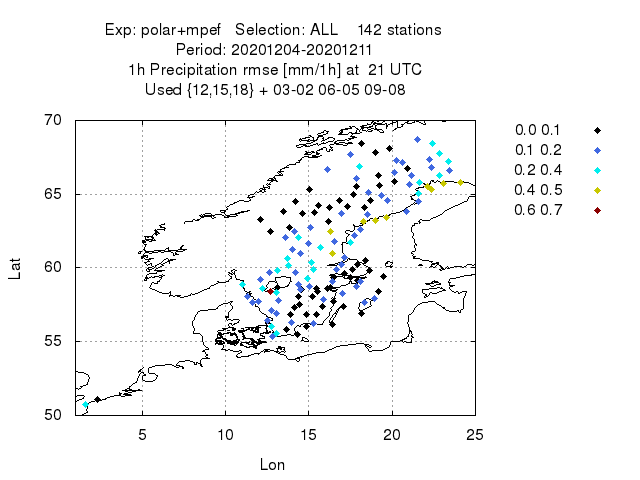 Exp: polar+mpef Selection: ALL 142 stations
Period: 20201204-20201211
1h Precipitation rmse [mm/1h] at 21 UTC
Used {12,15,18} + 03-02 06-05 09-08
70
65
60
55
50
Lat
5 10 15 20 25
Lon
0.0 0.1
0.1 0.2
0.2 0.4
0.4 0.5
0.6 0.7